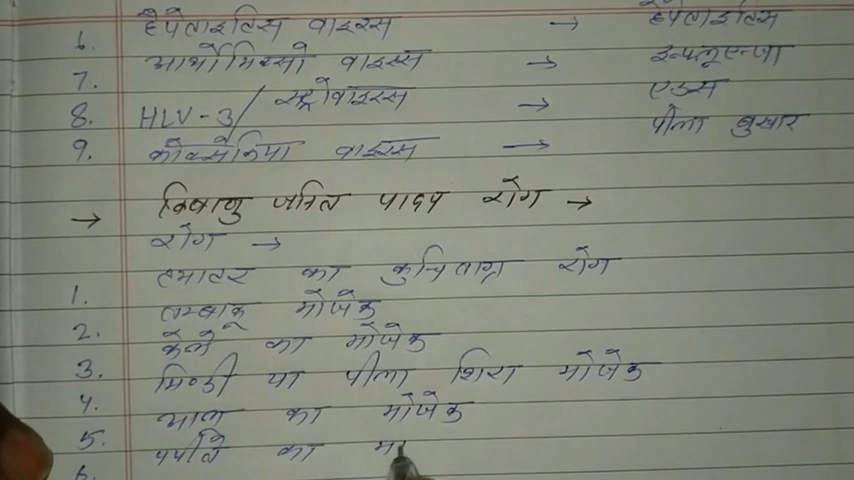 6. हैपेलाइटिस वाइरस → हैपेलाइटिस
7. आर्थोमिक्सो वाइरस → इन्फ्लूएन्जा
8. HLV-3/ रिट्रोवाइरस → एड्स
9. कॉक्सेकिया वाइरस → पीला बुखार
→ विषाणु जनित पादप रोग →
रोग →
1. टमाटर का कुन्चिताग्र रोग
2. तम्बाकू मोजेक
3. केले का मोजेक
4. भिण्डी या पीला शिरा मोजेक
5. आलू का मोजेक
6. पपीते का